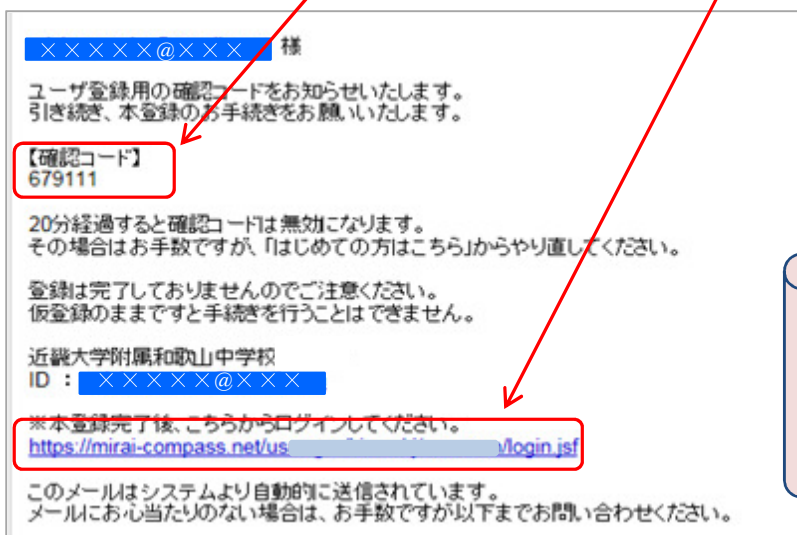 ×××××@××× 様
ユーザ登録用の確認コードをお知らせいたします。
引き続き、本登録のお手続きをお願いいたします。
【確認コード】
679111
20分経過すると確認コードは無効になります。
その場合はお手数ですが、「はじめての方はこちら」からやり直してください。
登録は完了しておりませんのでご注意ください。
仮登録のままですと手続きを行うことはできません。
近畿大学附属和歌山中学校
ID : ×××××@×××
※本登録完了後、こちらからログインしてください。
https://mirai-compass.net/us /login.jsf
このメールはシステムより自動的に送信されています。
メールにお心当たりのない場合は、お手数ですが以下までお問い合わせください。